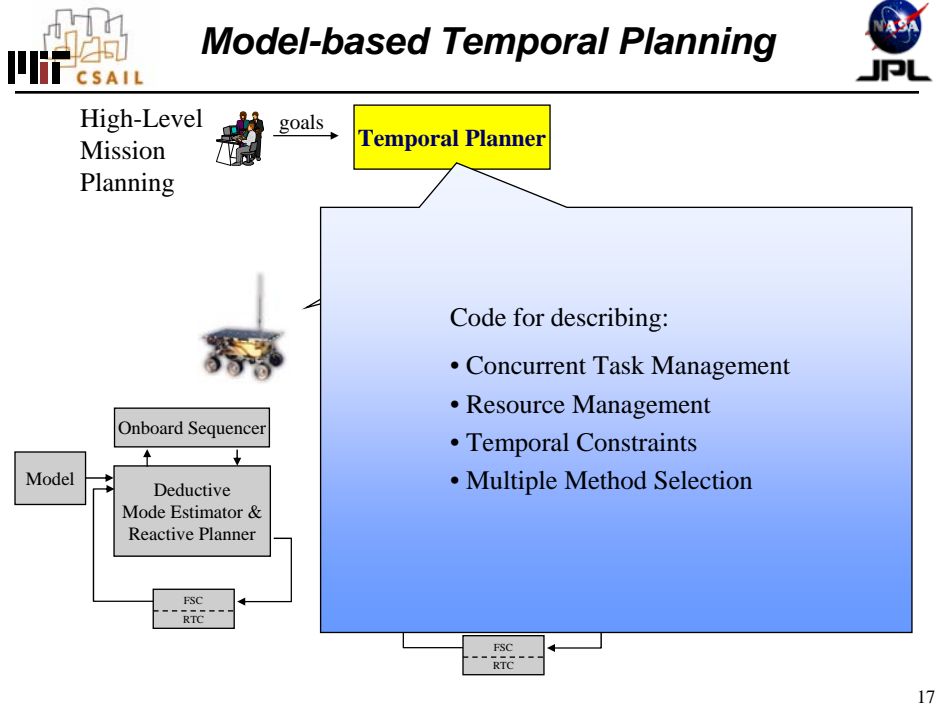 Model-based Temporal Planning
MIT
CSAIL
NASA
JPL
High-Level
Mission
Planning
goals
Temporal Planner
Code for describing:
• Concurrent Task Management
• Resource Management
• Temporal Constraints
• Multiple Method Selection
Onboard Sequencer
Model
Deductive
Mode Estimator &
Reactive Planner
FSC
RTC
FSC
RTC
17